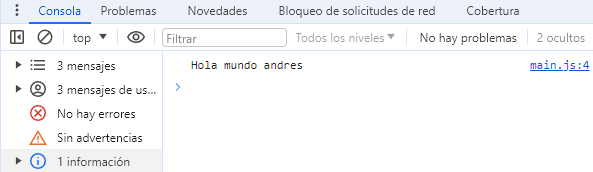 Consola Problemas Novedades Bloqueo de solicitudes de red Cobertura
top Filtrar Todos los niveles No hay problemas 2 ocultos
3 mensajes
3 mensajes de us...
No hay errores
Sin advertencias
1 información
Hola mundo andres main.js:4